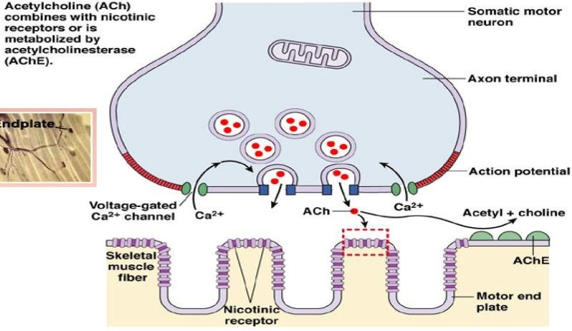 Acetylcholine (ACh)
combines with nicotinic
receptors or is
metabolized by
acetylcholinesterase
(AChE).
Somatic motor
neuron
Axon terminal
Endplate
Action potential
Voltage-gated
Ca2+ channel
Ca2+
ACh
Ca2+
Acetyl + choline
AChE
Skeletal
muscle
fiber
Nicotinic
receptor
Motor end
plate